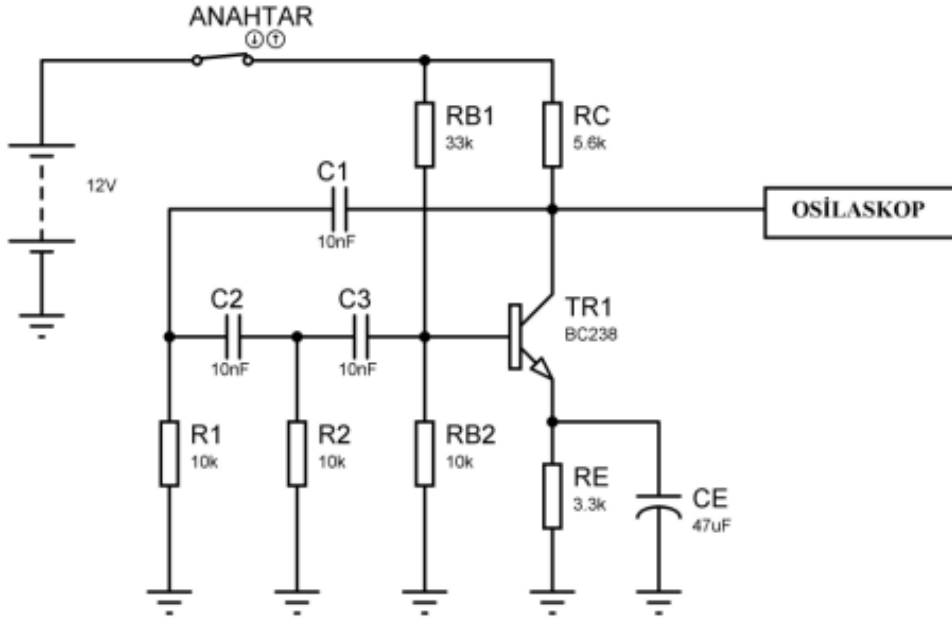 ANAHTAR
RB1
33k
RC
5.6k
12V
C1
10nF
OSİLASKOP
C2
10nF
C3
10nF
TR1
BC238
R1
10k
R2
10k
RB2
10k
RE
3.3k
CE
47uF